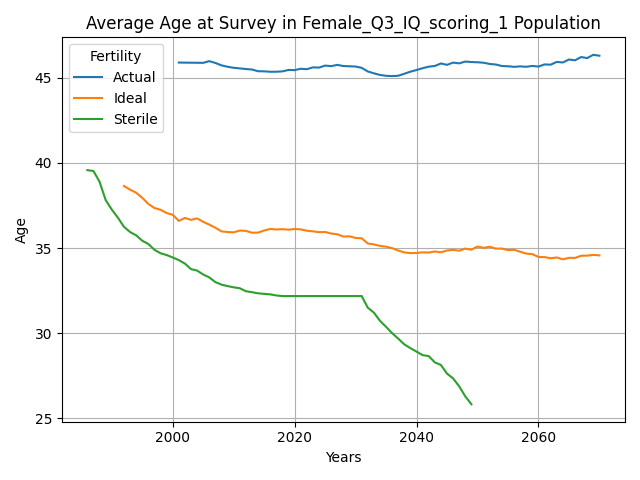 Average Age at Survey in Female_Q3_IQ_scoring_1 Population
Fertility
Actual
Ideal
Sterile
45
40
35
30
25
Age
2000
2020
2040
2060
Years